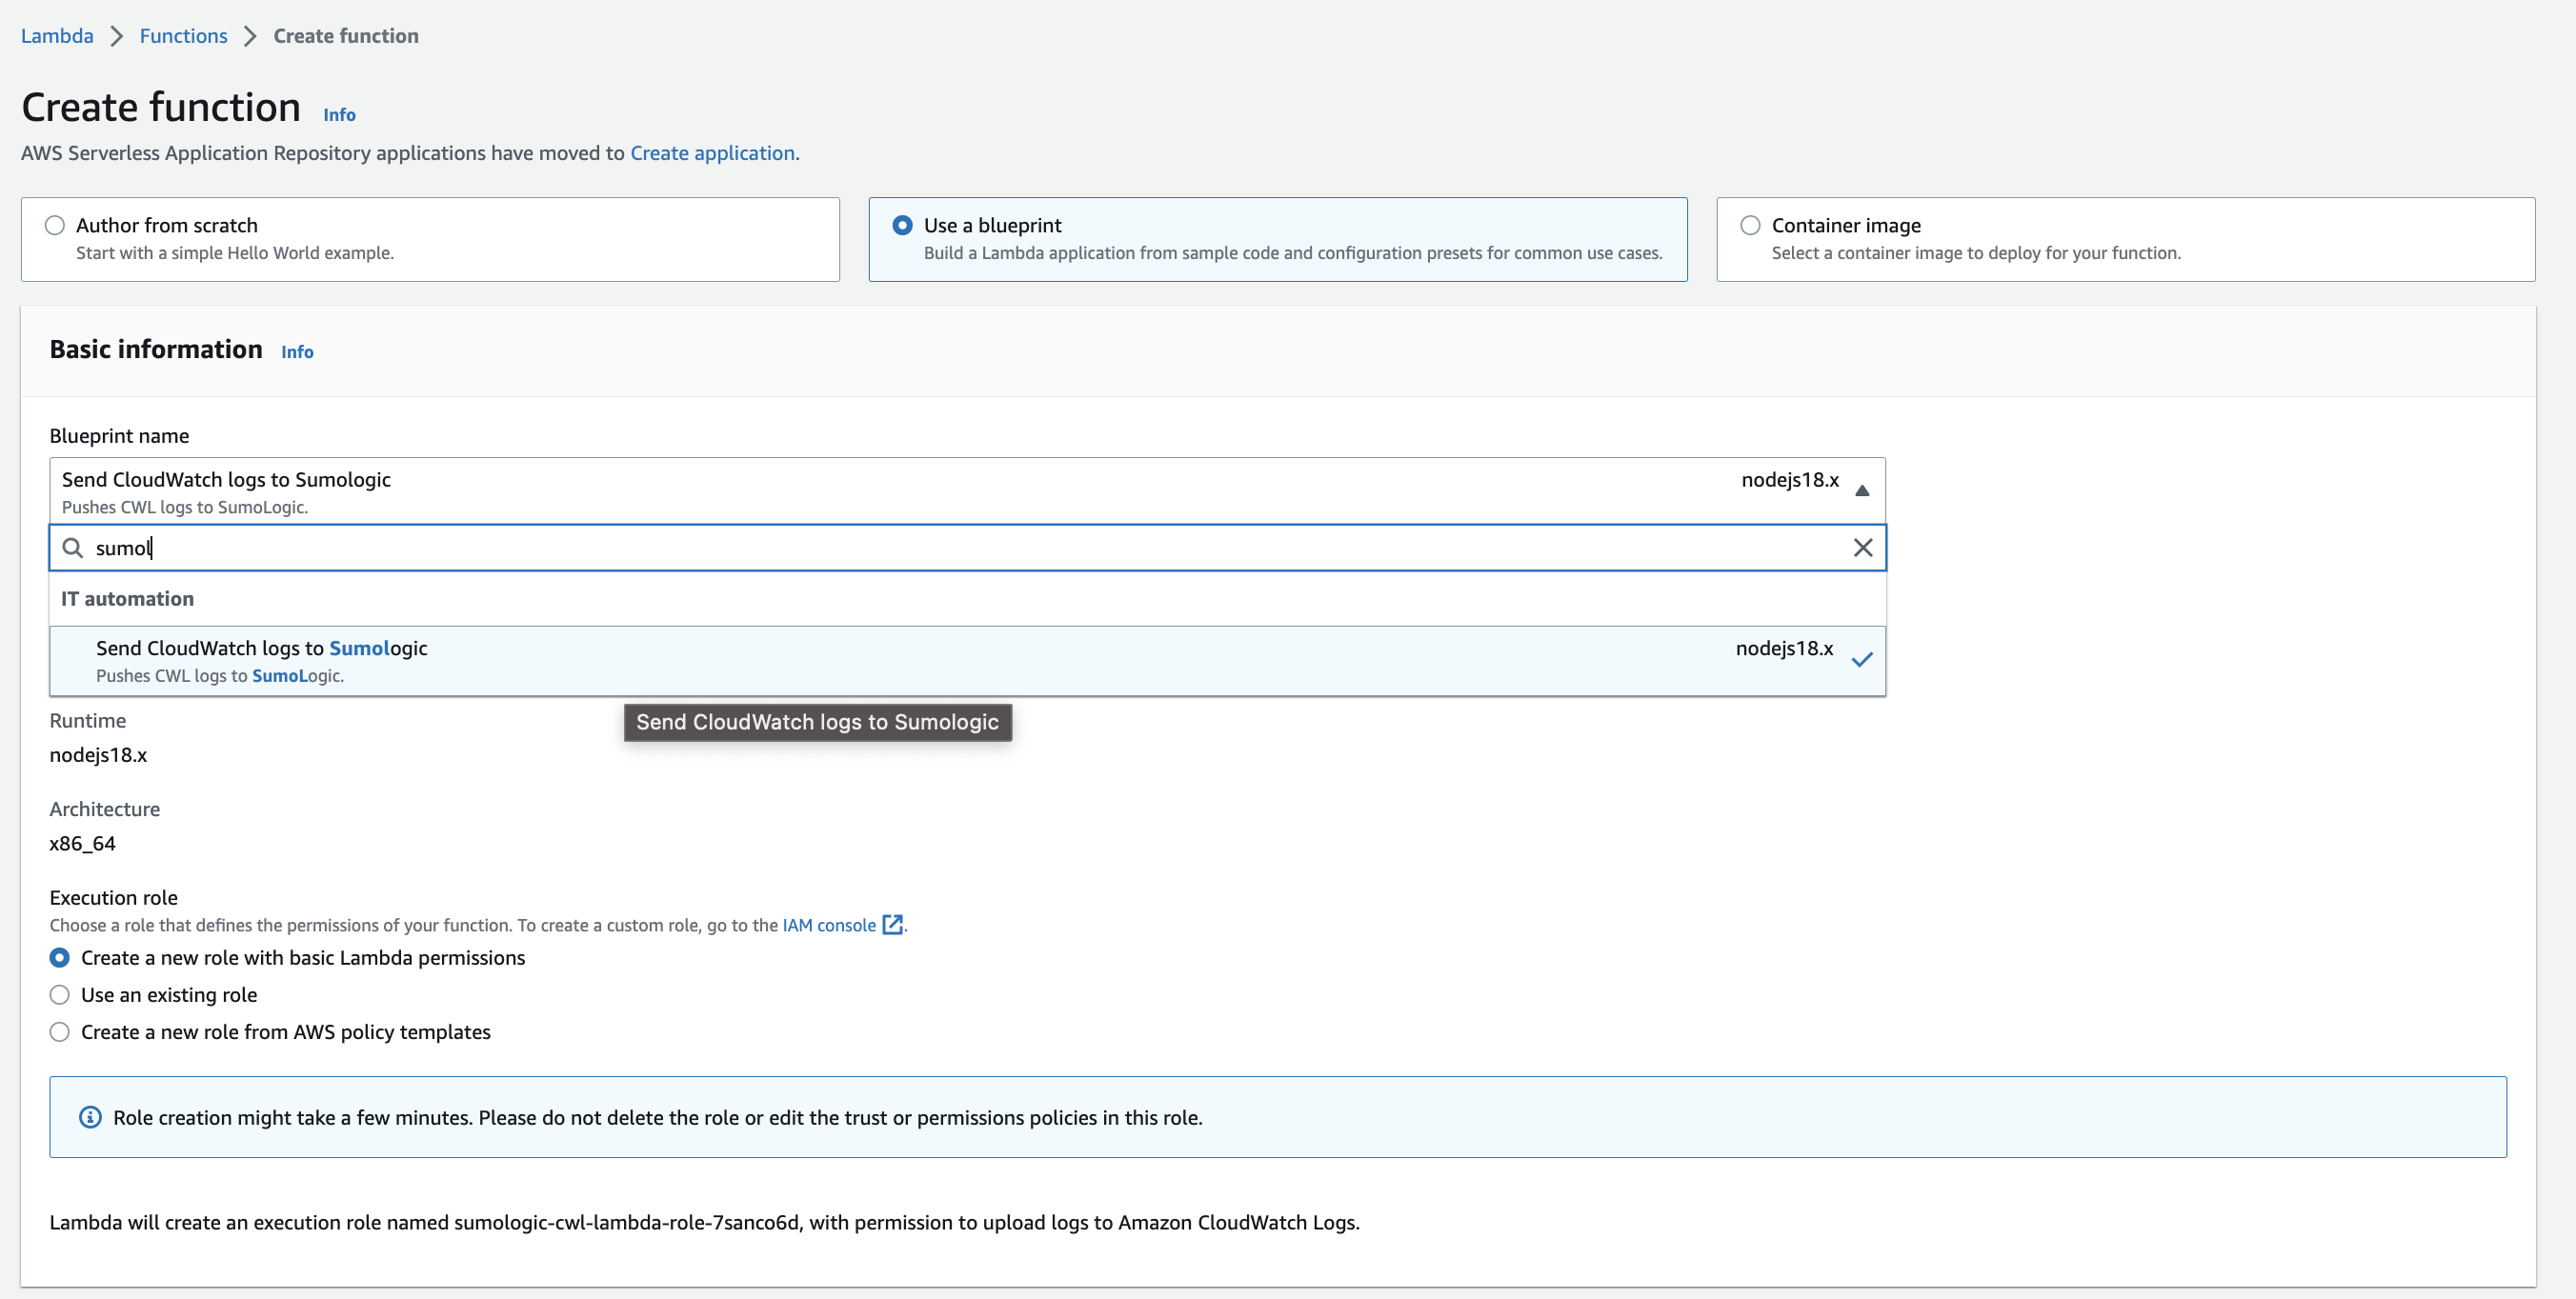 Lambda > Functions > Create function
Create function Info
AWS Serverless Application Repository applications have moved to Create application.
Author from scratch
Start with a simple Hello World example.
Use a blueprint
Build a Lambda application from sample code and configuration presets for common use cases.
Container image
Select a container image to deploy for your function.
Basic information Info
Blueprint name
Send CloudWatch logs to Sumologic nodejs18.x
Pushes CWL logs to SumoLogic.
sumol
IT automation
Send CloudWatch logs to Sumologic nodejs18.x
Pushes CWL logs to SumoLogic.
Send CloudWatch logs to Sumologic
Runtime
nodejs18.x
Architecture
x86_64
Execution role
Choose a role that defines the permissions of your function. To create a custom role, go to the IAM console.
Create a new role with basic Lambda permissions
Use an existing role
Create a new role from AWS policy templates
Role creation might take a few minutes. Please do not delete the role or edit the trust or permissions policies in this role.
Lambda will create an execution role named sumologic-cwl-lambda-role-7sanco6d, with permission to upload logs to Amazon CloudWatch Logs.